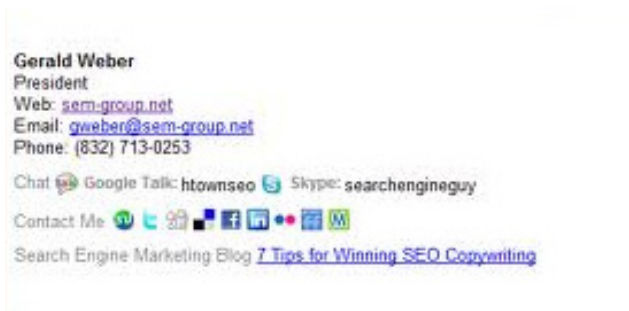 Gerald Weber
President
Web: sem-group.net
Email: gweber@sem-group.net
Phone: (832) 713-0253
Chat Google Talk: htownseo Skype: searchengineguy
Contact Me
Search Engine Marketing Blog 7 Tips for Winning SEO Copywriting